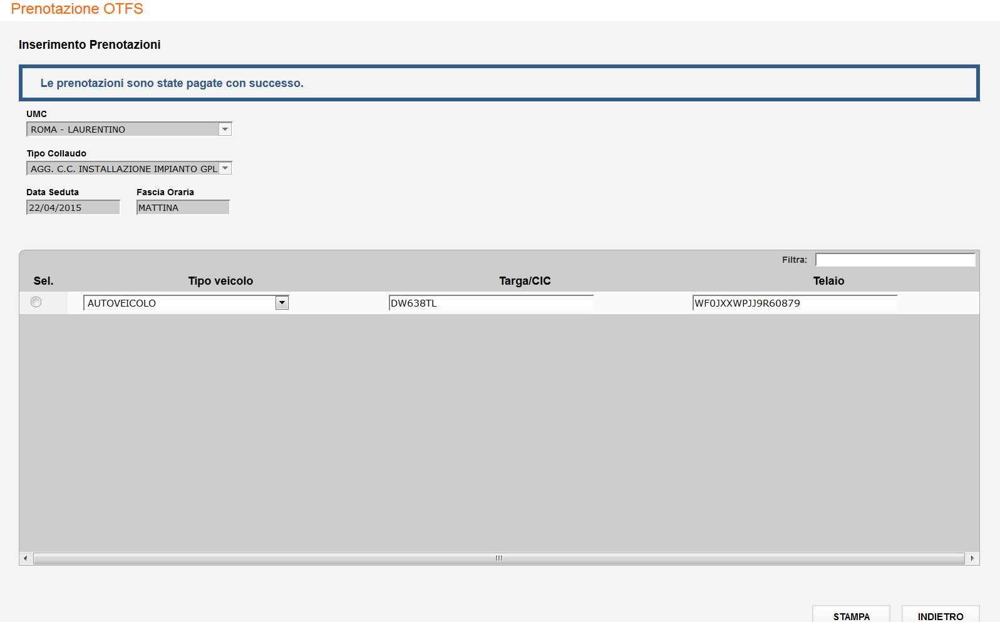 Prenotazione OTFS
Inserimento Prenotazioni
Le prenotazioni sono state pagate con successo.
UMC
ROMA - LAURENTINO
Tipo Collaudo
AGG. C.C. INSTALLAZIONE IMPIANTO GPL
Data Seduta Fascia Oraria
22/04/2015 MATTINA
Filtra:
Sel. Tipo veicolo Targa/CIC Telaio
AUTOVEICOLO DW638TL WF0JXXWPJJ9R60879
STAMPA INDIETRO